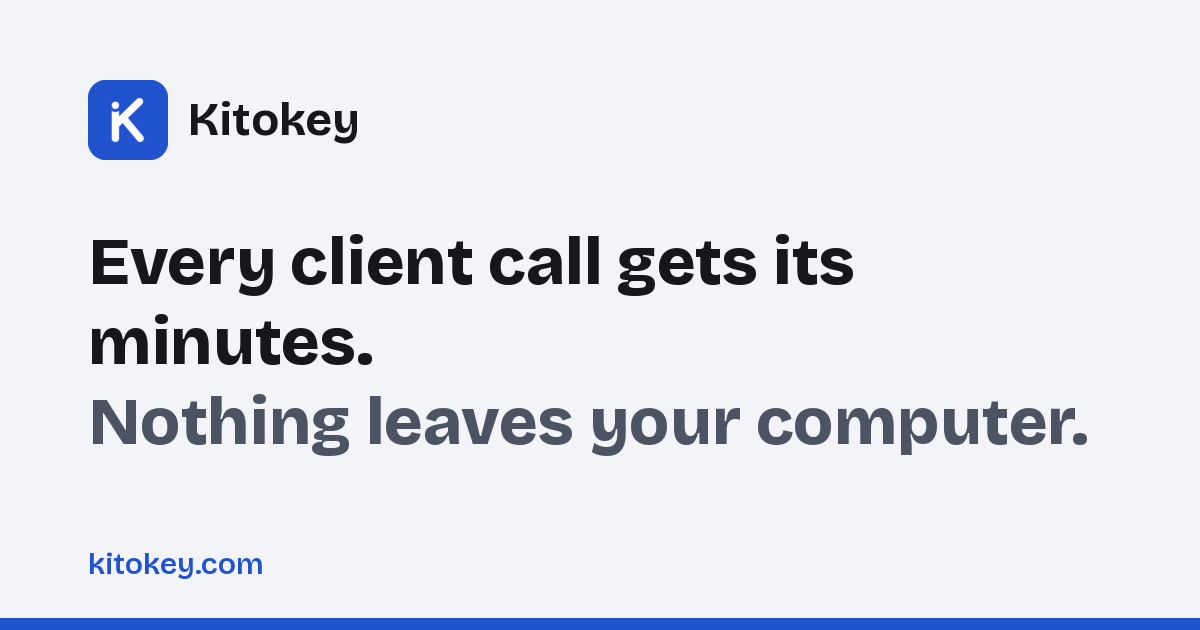 Kitokey
Every client call gets its
minutes.
Nothing leaves your computer.
kitokey.com